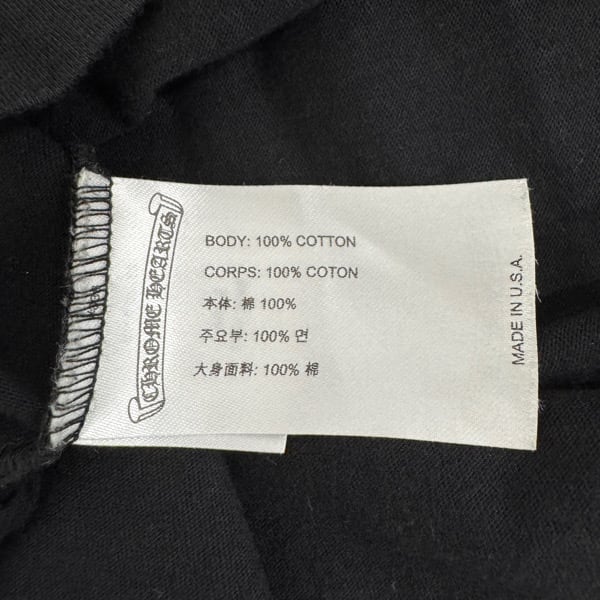 CHROME HEARTS
BODY: 100% COTTON
CORPS: 100% COTON
本体: 棉 100%
주요부: 100% 면
大身面料: 100% 棉
MADE IN U.S.A.